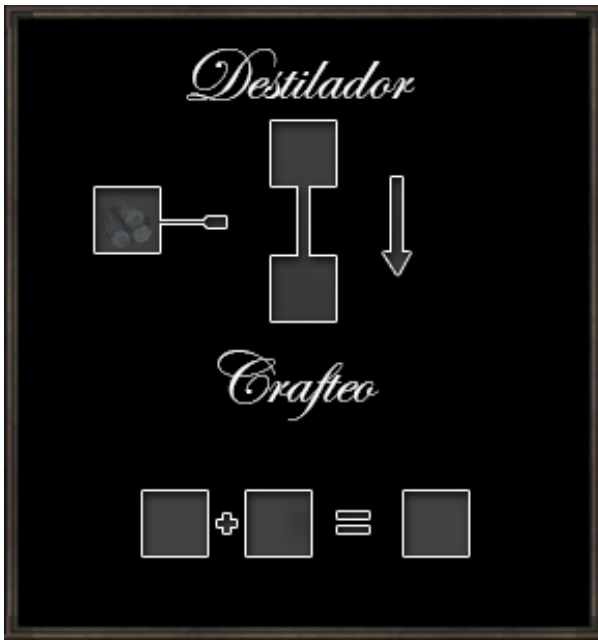 Destilador
Crafteo
+ =